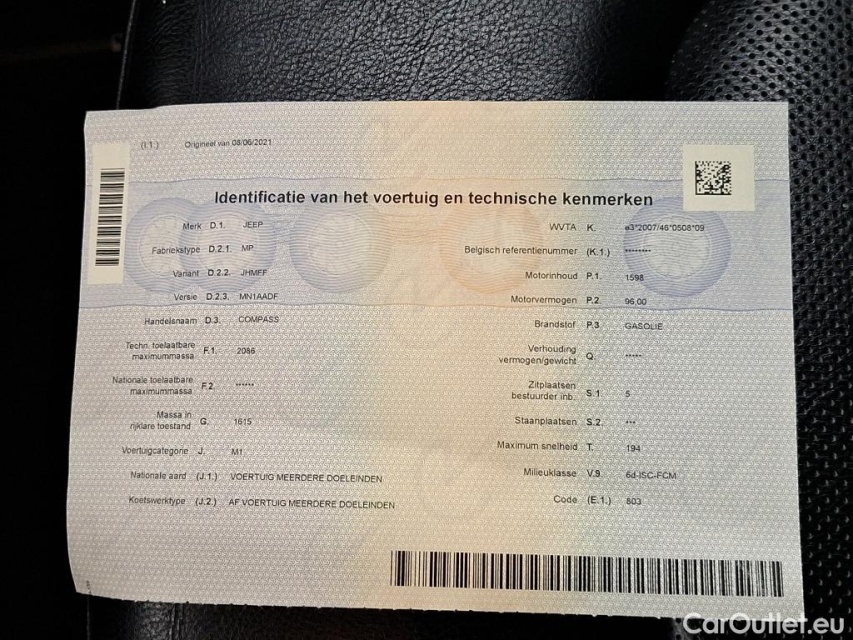 (I.1.) Origineel van 08/06/2021
Identificatie van het voertuig en technische kenmerken
Merk D.1. JEEP
Fabriekstype D.2.1. MP
Variant D.2.2. JHMFF
Versie D.2.3. MN1AADF
Handelsnaam D.3. COMPASS
Techn. toelaatbare
maximummassa F.1. 2086
Nationale toelaatbare
maximummassa F.2. ******
Massa in
rijklare toestand G. 1615
Voertuigcategorie J. M1
Nationale aard (J.1.) VOERTUIG MEERDERE DOELEINDEN
Koetswerktype (J.2.) AF VOERTUIG MEERDERE DOELEINDEN
WVTA K. e3*2007/46*0508*09
Belgisch referentienummer (K.1.) ********
Motorinhoud P.1. 1598
Motorvermogen P.2. 96,00
Brandstof P.3. GASOLIE
Verhouding
vermogen/gewicht Q. *****
Zitplaatsen
bestuurder inb. S.1 5
Staanplaatsen S.2. ***
Maximum snelheid T. 194
Milieuklasse V.9. 6d-ISC-FCM
Code (E.1.) 803
CarOutlet.eu